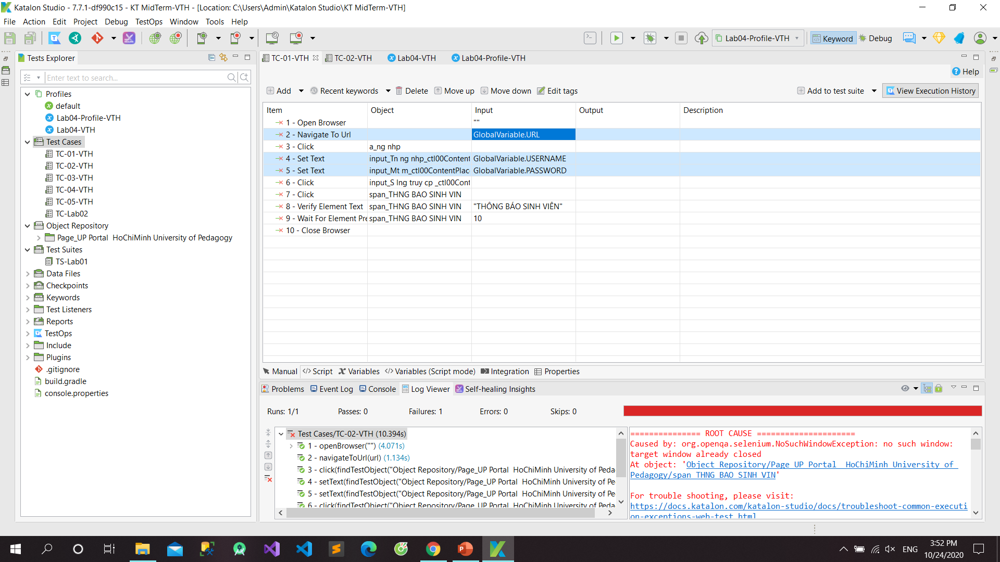 Katalon Studio - 7.7.1-df990c15 - KT MidTerm-VTH - [Location: C:\Users\Admin\Katalon Studio\KT MidTerm-VTH]
File Action Edit Project Debug TestOps Window Tools Help
Lab04-Profile-VTH Keyword Debug
Tests Explorer
Enter text to search...
Profiles
default
Lab04-Profile-VTH
Lab04-VTH
Test Cases
TC-01-VTH
TC-02-VTH
TC-03-VTH
TC-04-VTH
TC-05-VTH
TC-Lab02
Object Repository
Page_UP Portal HoChiMinh University of Pedagogy
Test Suites
TS-Lab01
Data Files
Checkpoints
Keywords
Test Listeners
Reports
TestOps
Include
Plugins
.gitignore
build.gradle
console.properties
TC-01-VTH TC-02-VTH Lab04-VTH Lab04-Profile-VTH
Help
Add Recent keywords Delete Move up Move down Edit tags Add to test suite View Execution History
Item Object Input Output Description
1 - Open Browser ""
2 - Navigate To Url GlobalVariable.URL
3 - Click a_ng nhp
4 - Set Text input_Tn ng nhp_ctl00Content GlobalVariable.USERNAME
5 - Set Text input_Mt m_ctl00ContentPlac GlobalVariable.PASSWORD
6 - Click input_S lng truy cp _ctl00Cont
7 - Click span_THNG BAO SINH VIN
8 - Verify Element Text span_THNG BAO SINH VIN "THÔNG BÁO SINH VIÊN"
9 - Wait For Element Pre span_THNG BAO SINH VIN 10
10 - Close Browser
Manual Script Variables Variables (Script mode) Integration Properties
Problems Event Log Console Log Viewer Self-healing Insights
Runs: 1/1 Passes: 0 Failures: 1 Errors: 0 Skips: 0
Test Cases/TC-02-VTH (10.394s)
1 - openBrowser("") (4.071s)
2 - navigateToUrl(url) (1.134s)
3 - click(findTestObject("Object Repository/Page_UP Portal HoChiMinh University of Peda
4 - setText(findTestObject("Object Repository/Page_UP Portal HoChiMinh University of Pe
5 - setText(findTestObject("Object Repository/Page_UP Portal HoChiMinh University of Pe
6 - click(findTestObject("Object Repository/Page_UP Portal HoChiMinh University of Peda
=============== ROOT CAUSE =====================
Caused by: org.openqa.selenium.NoSuchWindowException: no such window:
target window already closed
At object: 'Object Repository/Page_UP Portal HoChiMinh University of
Pedagogy/span_THNG BAO SINH VIN'
For trouble shooting, please visit:
https://docs.katalon.com/katalon-studio/docs/troubleshoot-common-executi
on-exceptions-web-test.html
ENG
3:52 PM
10/24/2020